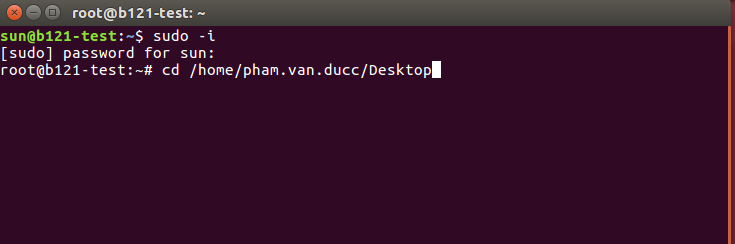 root@b121-test: ~
sun@b121-test:~$ sudo -i
[sudo] password for sun:
root@b121-test:~# cd /home/pham.van.ducc/Desktop